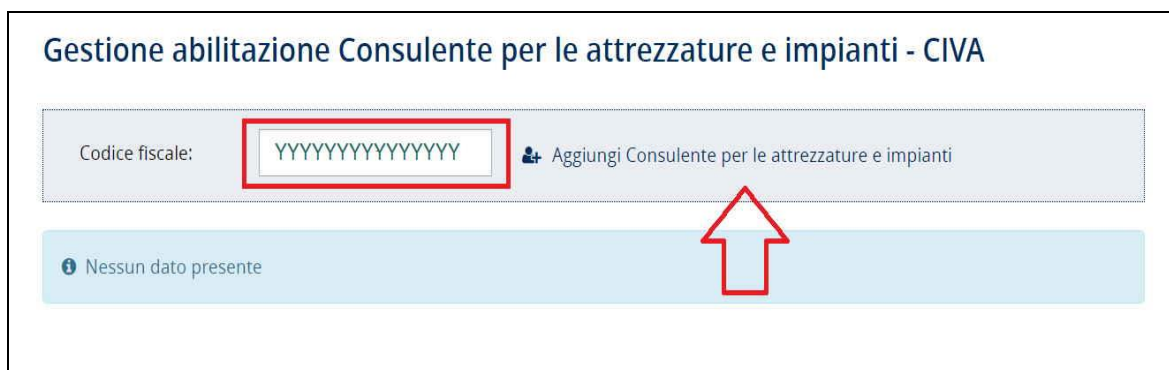 Gestione abilitazione Consulente per le attrezzature e impianti - CIVA
Codice fiscale: YYYYYYYYYYYYYYY Aggiungi Consulente per le attrezzature e impianti
Nessun dato presente